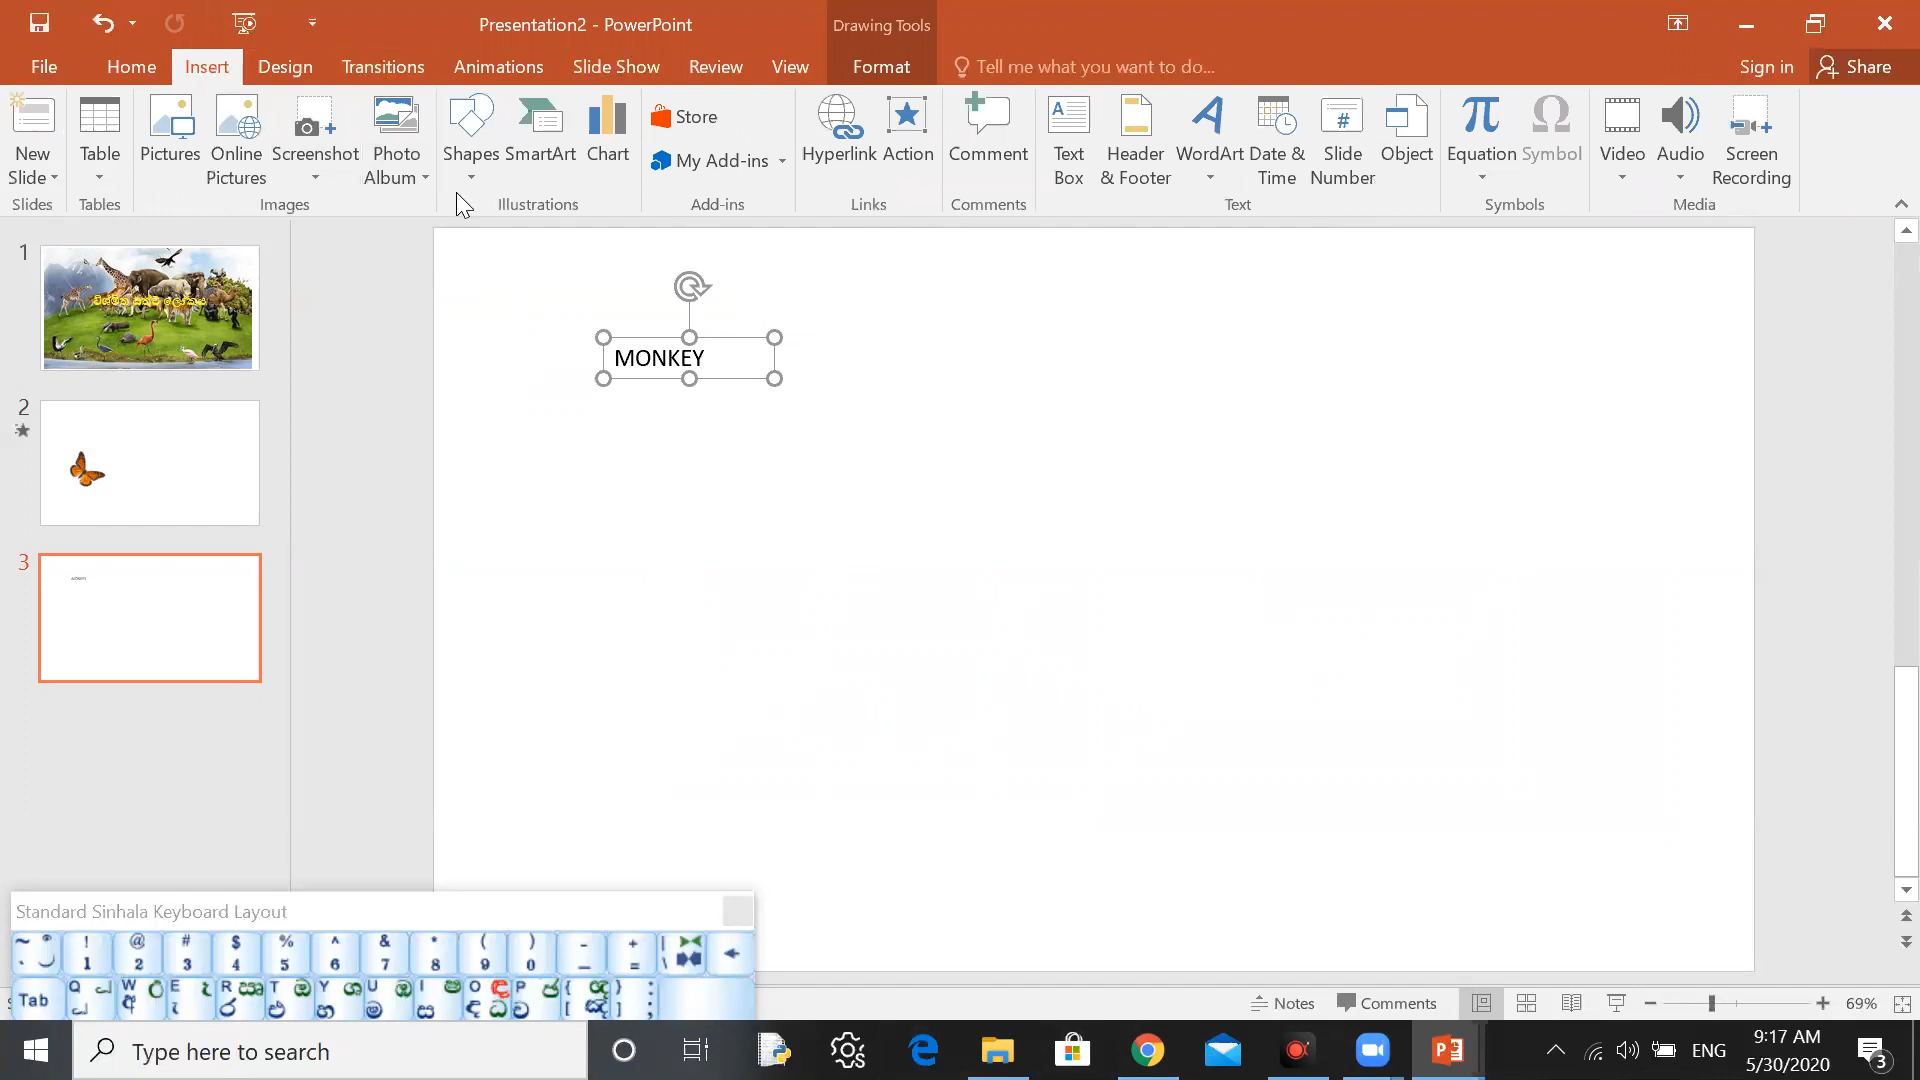 Presentation2 - PowerPoint
Drawing Tools
File Home Insert Design Transitions Animations Slide Show Review View Format Tell me what you want to do... Sign in Share
New Slide
Table
Pictures
Online Pictures
Screenshot
Photo Album
Shapes
SmartArt
Chart
Store
My Add-ins
Hyperlink
Action
Comment
Text Box
Header & Footer
WordArt
Date & Time
Slide Number
Object
Equation
Symbol
Video
Audio
Screen Recording
Slides Tables Images Illustrations Add-ins Links Comments Text Symbols Media
1
විශ්මිත සත්ව ලෝකය
2
3
MONKEY
MONKEY
Standard Sinhala Keyboard Layout
Notes Comments 69%
Type here to search
ENG
9:17 AM
5/30/2020
3